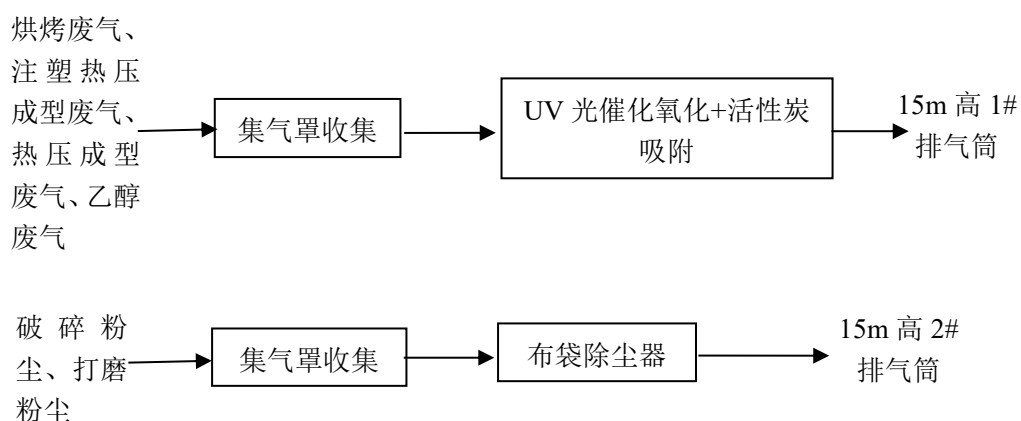 烘烤废气、
注塑热压
成型废气、
热压成型
废气、乙醇
废气
集气罩收集
UV 光催化氧化+活性炭
吸附
15m 高 1#
排气筒
破碎粉
尘、打磨
粉尘
集气罩收集
布袋除尘器
15m 高 2#
排气筒